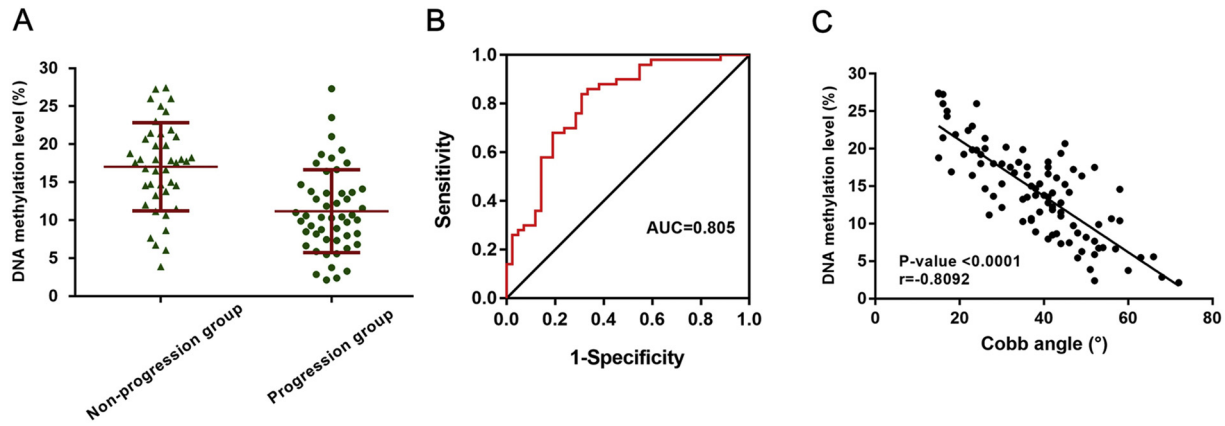 A
DNA methylation level (%)
30
25
20
15
10
5
0
Non-progression group
Progression group
B
Sensitivity
1.0
0.8
0.6
0.4
0.2
0.0
AUC=0.805
0.0 0.2 0.4 0.6 0.8 1.0
1-Specificity
C
DNA methylation level (%)
30
25
20
15
10
5
0
P-value <0.0001
r=-0.8092
0 20 40 60 80
Cobb angle (°)